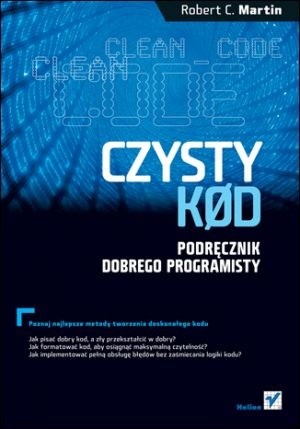 Robert C. Martin
CLEAN CODE
CLEAN
CODE
CZYSTY
KØD
PODRĘCZNIK
DOBREGO PROGRAMISTY
Poznaj najlepsze metody tworzenia doskonałego kodu
Jak pisać dobry kod, a zły przekształcić w dobry?
Jak formatować kod, aby osiągnąć maksymalną czytelność?
Jak implementować pełną obsługę błędów bez zaśmiecania logiki kodu?
Helion